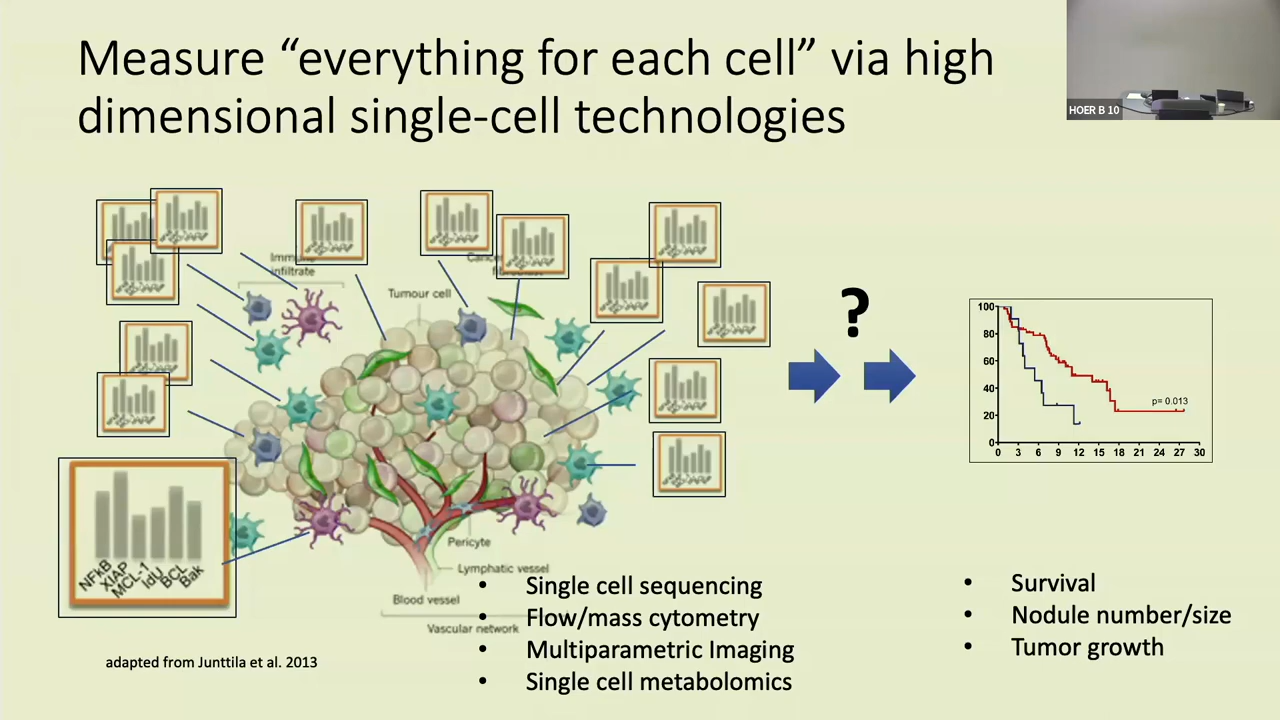 Measure “everything for each cell” via high
dimensional single-cell technologies
HOER B 10
infiltrate
Tumour cell
NFkB
XIAP
MCL-1
IdU
BCL
Bak
Pericyte
Lymphatic vessel
Blood vessel
Vascular network
adapted from Junttila et al. 2013
• Single cell sequencing
• Flow/mass cytometry
• Multiparametric Imaging
• Single cell metabolomics
?
100
80
60
40
20
0
p= 0.013
0 3 6 9 12 15 18 21 24 27 30
• Survival
• Nodule number/size
• Tumor growth